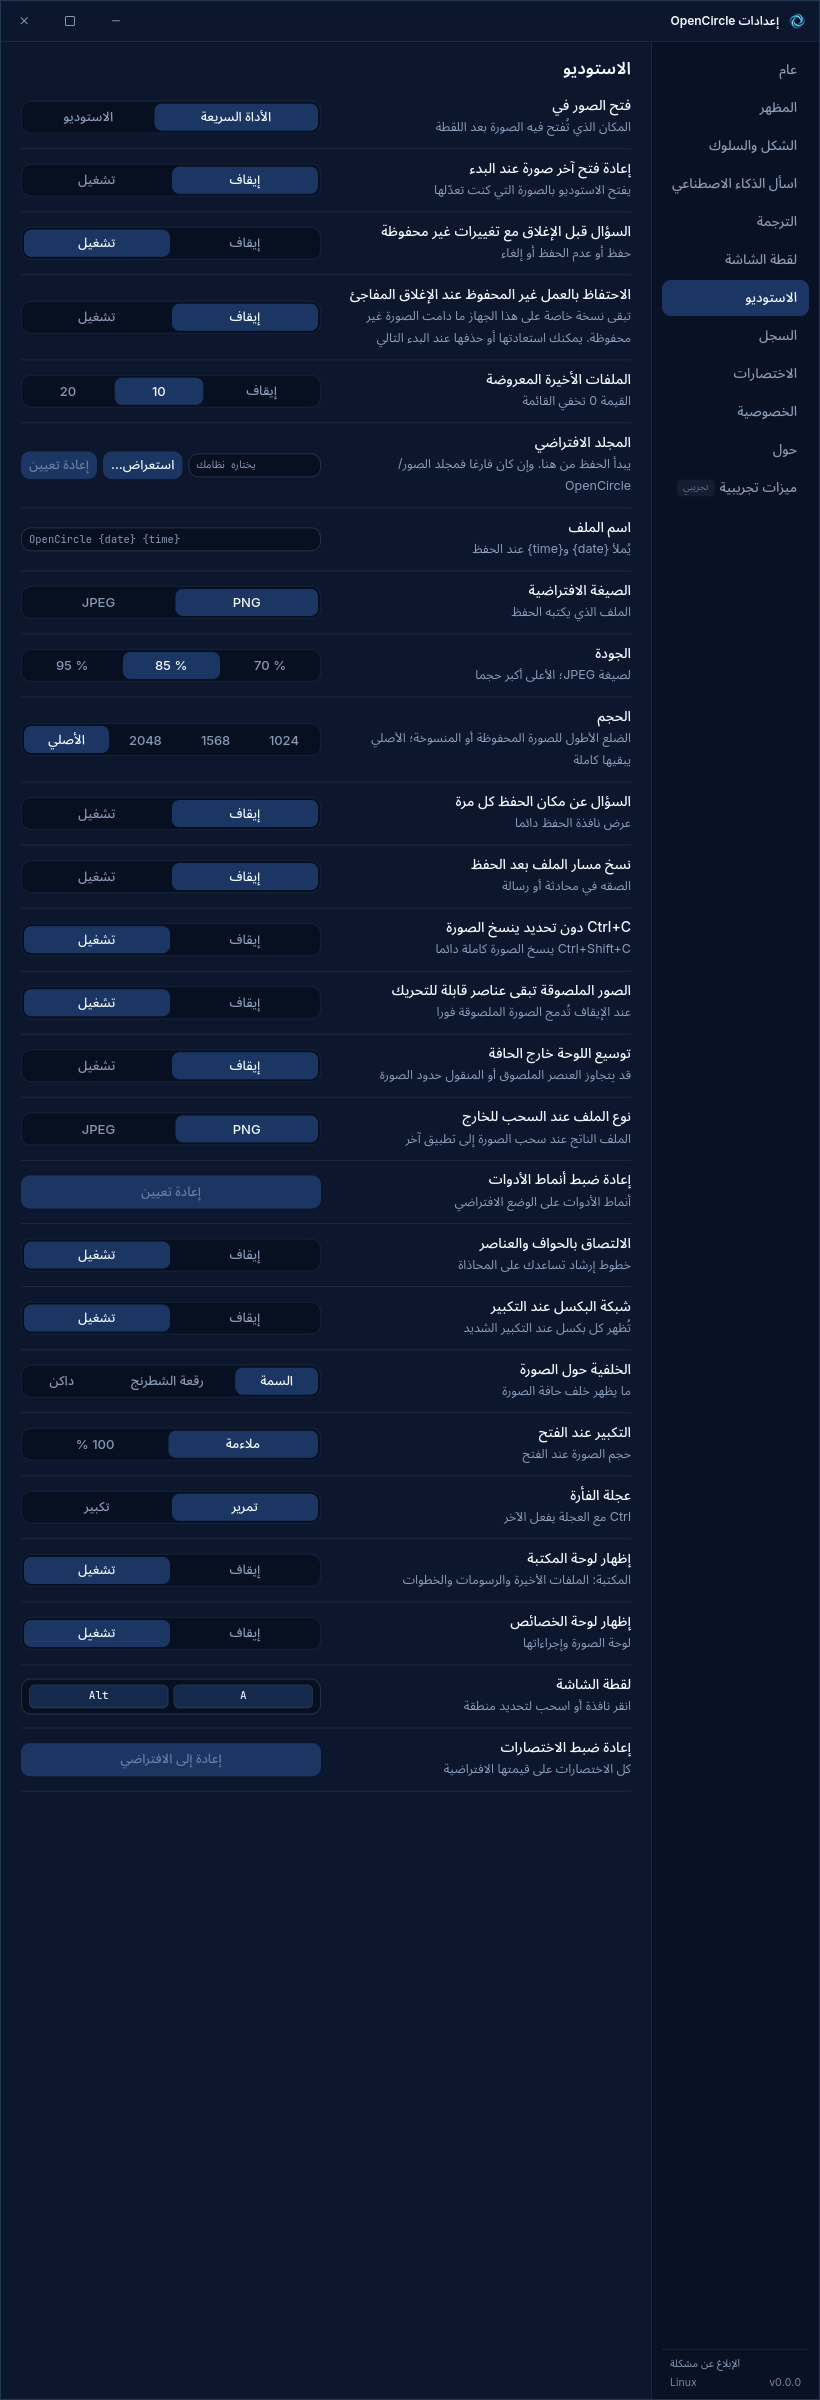 إعدادات OpenCircle
عام
المظهر
الشكل والسلوك
اسأل الذكاء الاصطناعي
الترجمة
لقطة الشاشة
الاستوديو
السجل
الاختصارات
الخصوصية
حول
ميزات تجريبية تجريبي
الإبلاغ عن مشكلة
v0.0.0 Linux
الاستوديو
فتح الصور في
المكان الذي تُفتح فيه الصورة بعد اللقطة
الأداة السريعة الاستوديو
إعادة فتح آخر صورة عند البدء
يفتح الاستوديو بالصورة التي كنت تعدّلها
إيقاف تشغيل
السؤال قبل الإغلاق مع تغييرات غير محفوظة
حفظ أو عدم الحفظ أو إلغاء
إيقاف تشغيل
الاحتفاظ بالعمل غير المحفوظ عند الإغلاق المفاجئ
تبقى نسخة خاصة على هذا الجهاز ما دامت الصورة غير
محفوظة. يمكنك استعادتها أو حذفها عند البدء التالي
إيقاف تشغيل
الملفات الأخيرة المعروضة
القيمة 0 تخفي القائمة
إيقاف 10 20
المجلد الافتراضي
يبدأ الحفظ من هنا. وإن كان فارغا فمجلد الصور/
OpenCircle
يختاره نظامك استعراض... إعادة تعيين
اسم الملف
يُملأ {date} و{time} عند الحفظ
OpenCircle {date} {time}
الصيغة الافتراضية
الملف الذي يكتبه الحفظ
PNG JPEG
الجودة
لصيغة JPEG؛ الأعلى أكبر حجما
70 % 85 % 95 %
الحجم
الضلع الأطول للصورة المحفوظة أو المنسوخة؛ الأصلي
يبقيها كاملة
1024 1568 2048 الأصلي
السؤال عن مكان الحفظ كل مرة
عرض نافذة الحفظ دائما
إيقاف تشغيل
نسخ مسار الملف بعد الحفظ
الصقه في محادثة أو رسالة
إيقاف تشغيل
Ctrl+C دون تحديد ينسخ الصورة
Ctrl+Shift+C ينسخ الصورة كاملة دائما
إيقاف تشغيل
الصور الملصوقة تبقى عناصر قابلة للتحريك
عند الإيقاف تُدمج الصورة الملصوقة فورا
إيقاف تشغيل
توسيع اللوحة خارج الحافة
قد يتجاوز العنصر الملصوق أو المنقول حدود الصورة
إيقاف تشغيل
نوع الملف عند السحب للخارج
الملف الناتج عند سحب الصورة إلى تطبيق آخر
PNG JPEG
إعادة ضبط أنماط الأدوات
أنماط الأدوات على الوضع الافتراضي
إعادة تعيين
الالتصاق بالحواف والعناصر
خطوط إرشاد تساعدك على المحاذاة
إيقاف تشغيل
شبكة البكسل عند التكبير
تُظهر كل بكسل عند التكبير الشديد
إيقاف تشغيل
الخلفية حول الصورة
ما يظهر خلف حافة الصورة
السمة رقعة الشطرنج داكن
التكبير عند الفتح
حجم الصورة عند الفتح
ملاءمة 100 %
عجلة الفأرة
Ctrl مع العجلة يفعل الآخر
تمرير تكبير
إظهار لوحة المكتبة
المكتبة: الملفات الأخيرة والرسومات والخطوات
إيقاف تشغيل
إظهار لوحة الخصائص
لوحة الصورة وإجراءاتها
إيقاف تشغيل
لقطة الشاشة
انقر نافذة أو اسحب لتحديد منطقة
Alt A
إعادة ضبط الاختصارات
كل الاختصارات على قيمتها الافتراضية
إعادة إلى الافتراضي